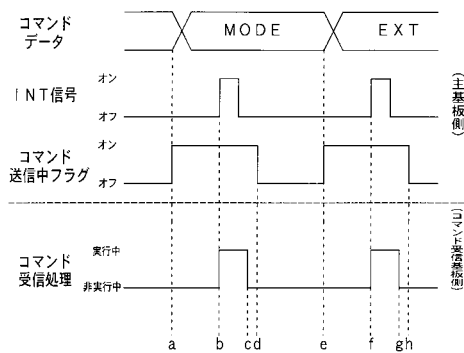 コマンド
データ
MODE
EXT
INT信号
オン
オフ
(主基板側)
コマンド
送信中フラグ
オン
オフ
コマンド
受信処理
実行中
非実行中
(コマンド受信基板側)
a b c d e f g h